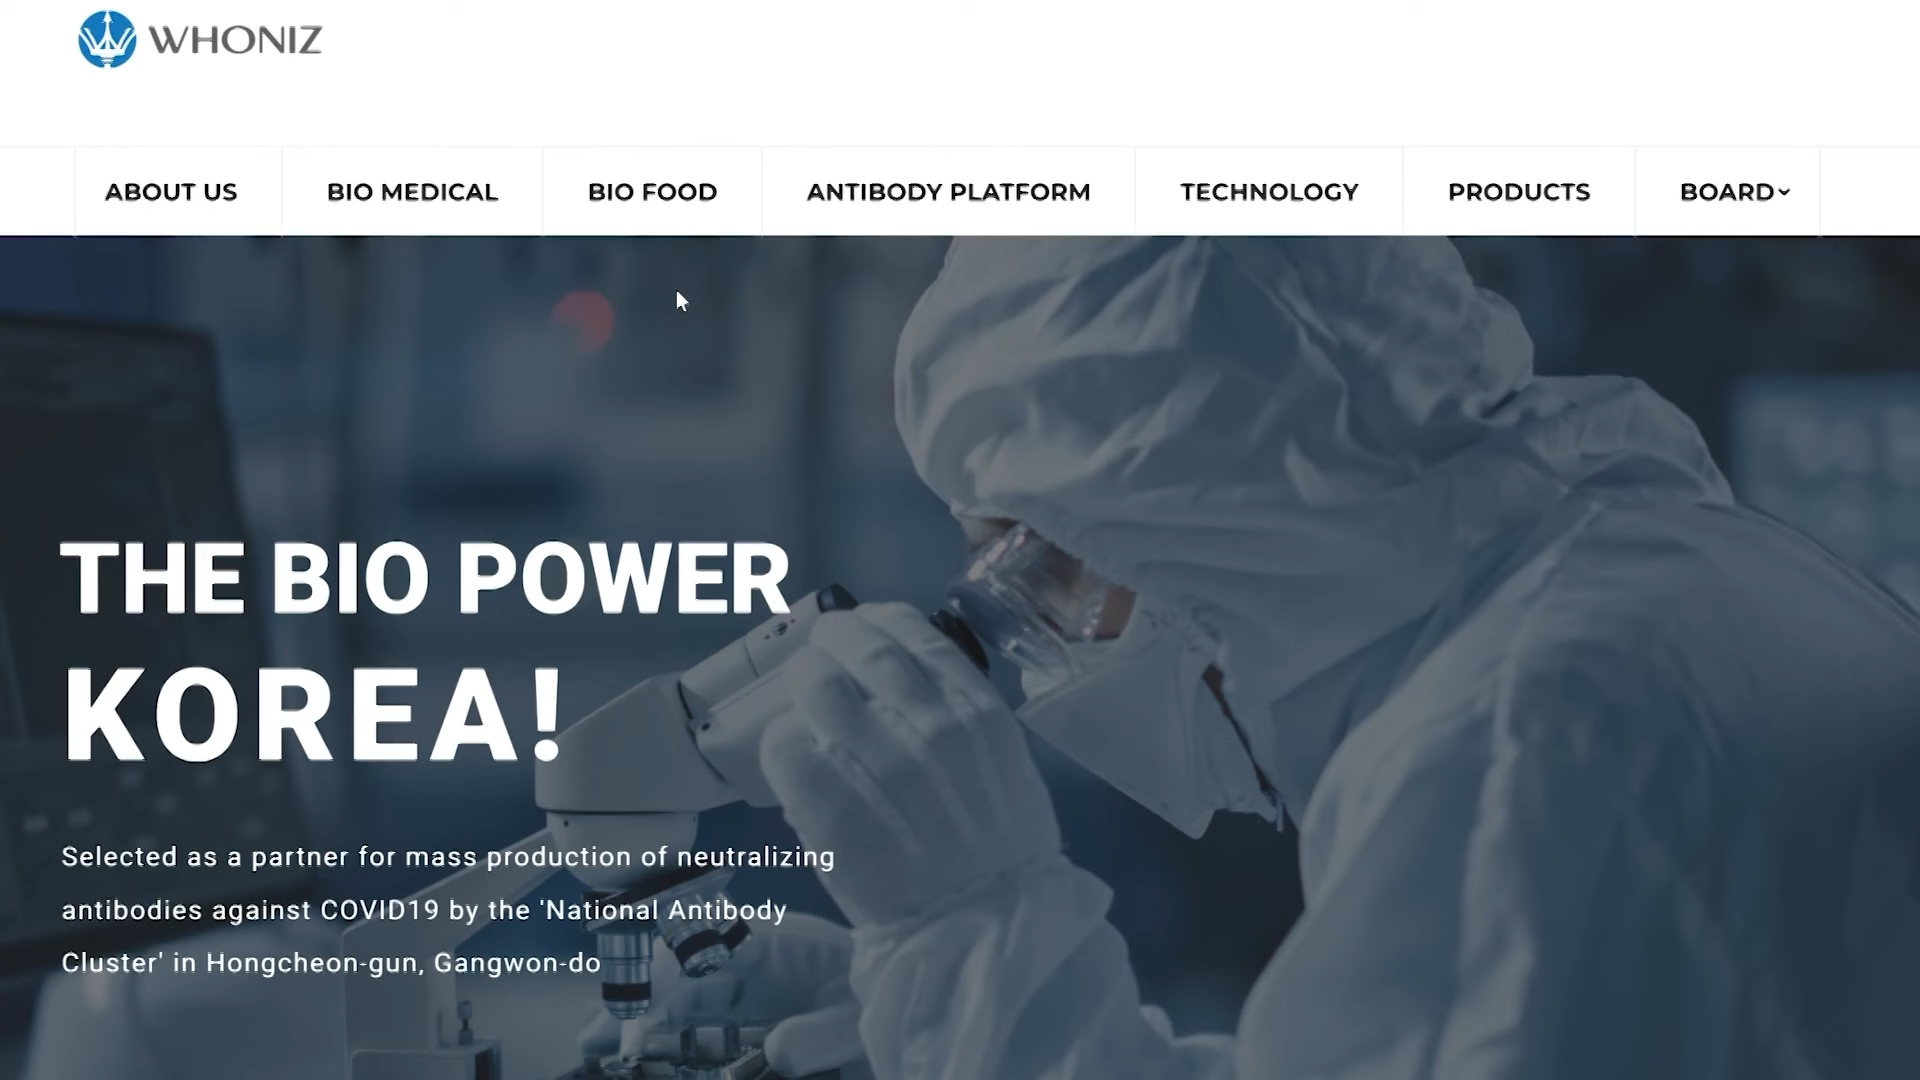 WHONIZ
ABOUT US
BIO MEDICAL
BIO FOOD
ANTIBODY PLATFORM
TECHNOLOGY
PRODUCTS
BOARD
THE BIO POWER
KOREA!
Selected as a partner for mass production of neutralizing
antibodies against COVID19 by the 'National Antibody
Cluster' in Hongcheon-gun, Gangwon-do